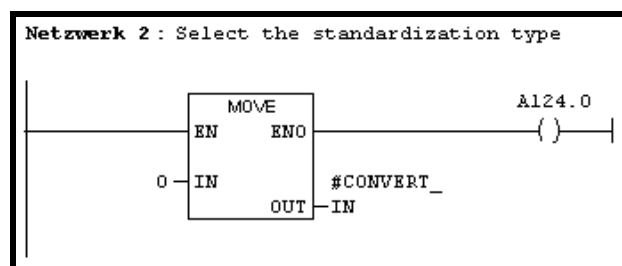 Netzwerk 2 : Select the standardization type
MOVE
A124.0
EN ENO
( )
0 IN
#CONVERT_
OUT IN